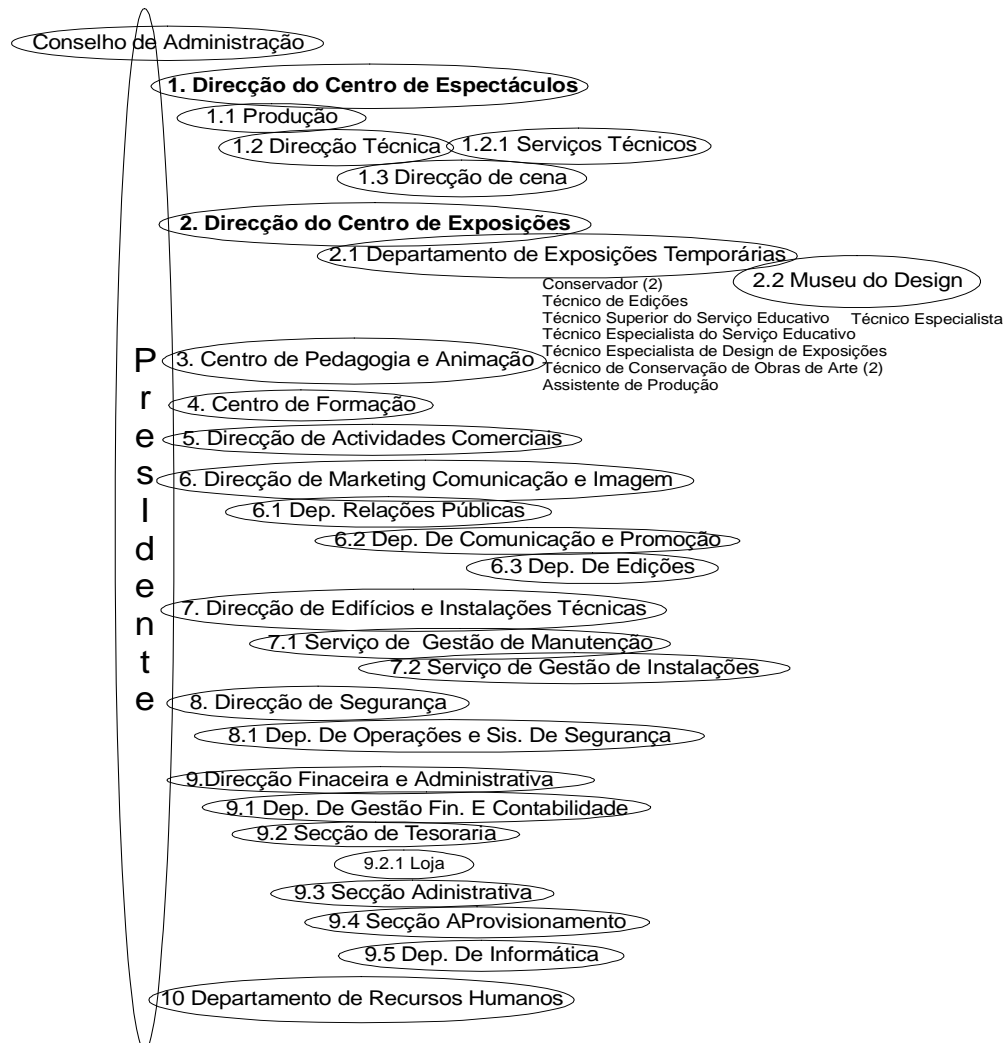 Conselho de Administração
1. Direcção do Centro de Espectáculos
1.1 Produção
1.2 Direcção Técnica
1.2.1 Serviços Técnicos
1.3 Direcção de cena
2. Direcção do Centro de Exposições
2.1 Departamento de Exposições Temporárias
2.2 Museu do Design
Conservador (2)
Técnico de Edições
Técnico Superior do Serviço Educativo
Técnico Especialista
Técnico Especialista do Serviço Educativo
Técnico Especialista de Design de Exposições
Técnico de Conservação de Obras de Arte (2)
Assistente de Produção
PresIdente
3. Centro de Pedagogia e Animação
4. Centro de Formação
5. Direcção de Actividades Comerciais
6. Direcção de Marketing Comunicação e Imagem
6.1 Dep. Relações Públicas
6.2 Dep. De Comunicação e Promoção
6.3 Dep. De Edições
7. Direcção de Edifícios e Instalações Técnicas
7.1 Serviço de Gestão de Manutenção
7.2 Serviço de Gestão de Instalações
8. Direcção de Segurança
8.1 Dep. De Operações e Sis. De Segurança
9.Direcção Finaceira e Administrativa
9.1 Dep. De Gestão Fin. E Contabilidade
9.2 Secção de Tesoraria
9.2.1 Loja
9.3 Secção Adinistrativa
9.4 Secção AProvisionamento
9.5 Dep. De Informática
10 Departamento de Recursos Humanos